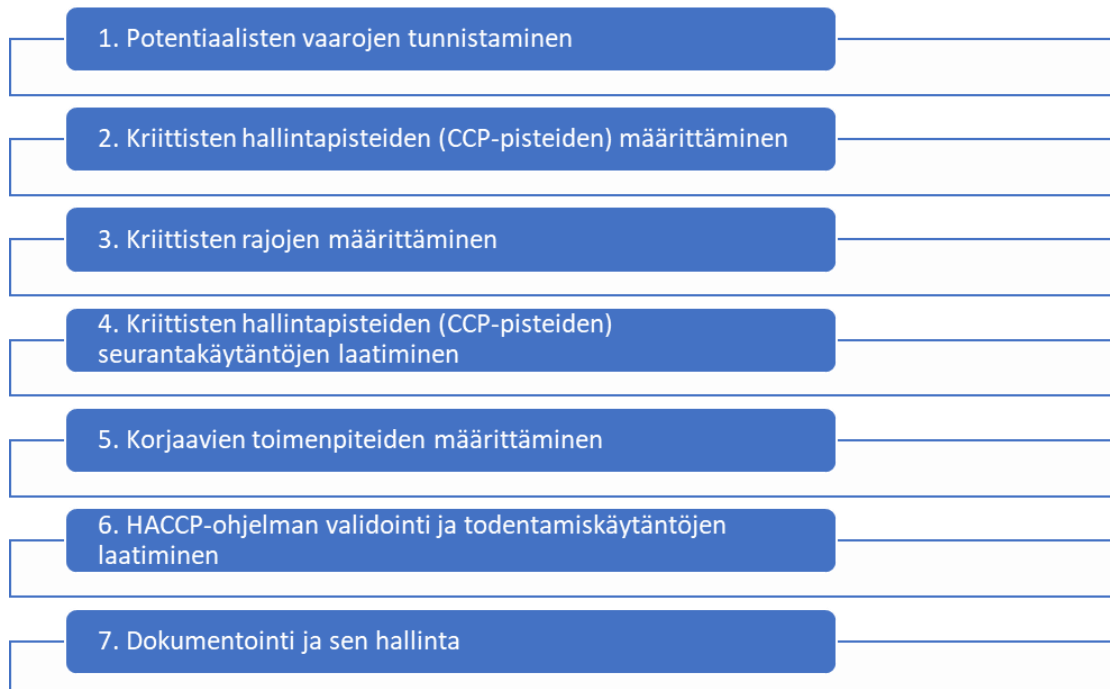 1. Potentiaalisten vaarojen tunnistaminen
2. Kriittisten hallintapisteiden (CCP-pisteiden) määrittäminen
3. Kriittisten rajojen määrittäminen
4. Kriittisten hallintapisteiden (CCP-pisteiden)
seurantakäytäntöjen laatiminen
5. Korjaavien toimenpiteiden määrittäminen
6. HACCP-ohjelman validointi ja todentamiskäytäntöjen
laatiminen
7. Dokumentointi ja sen hallinta